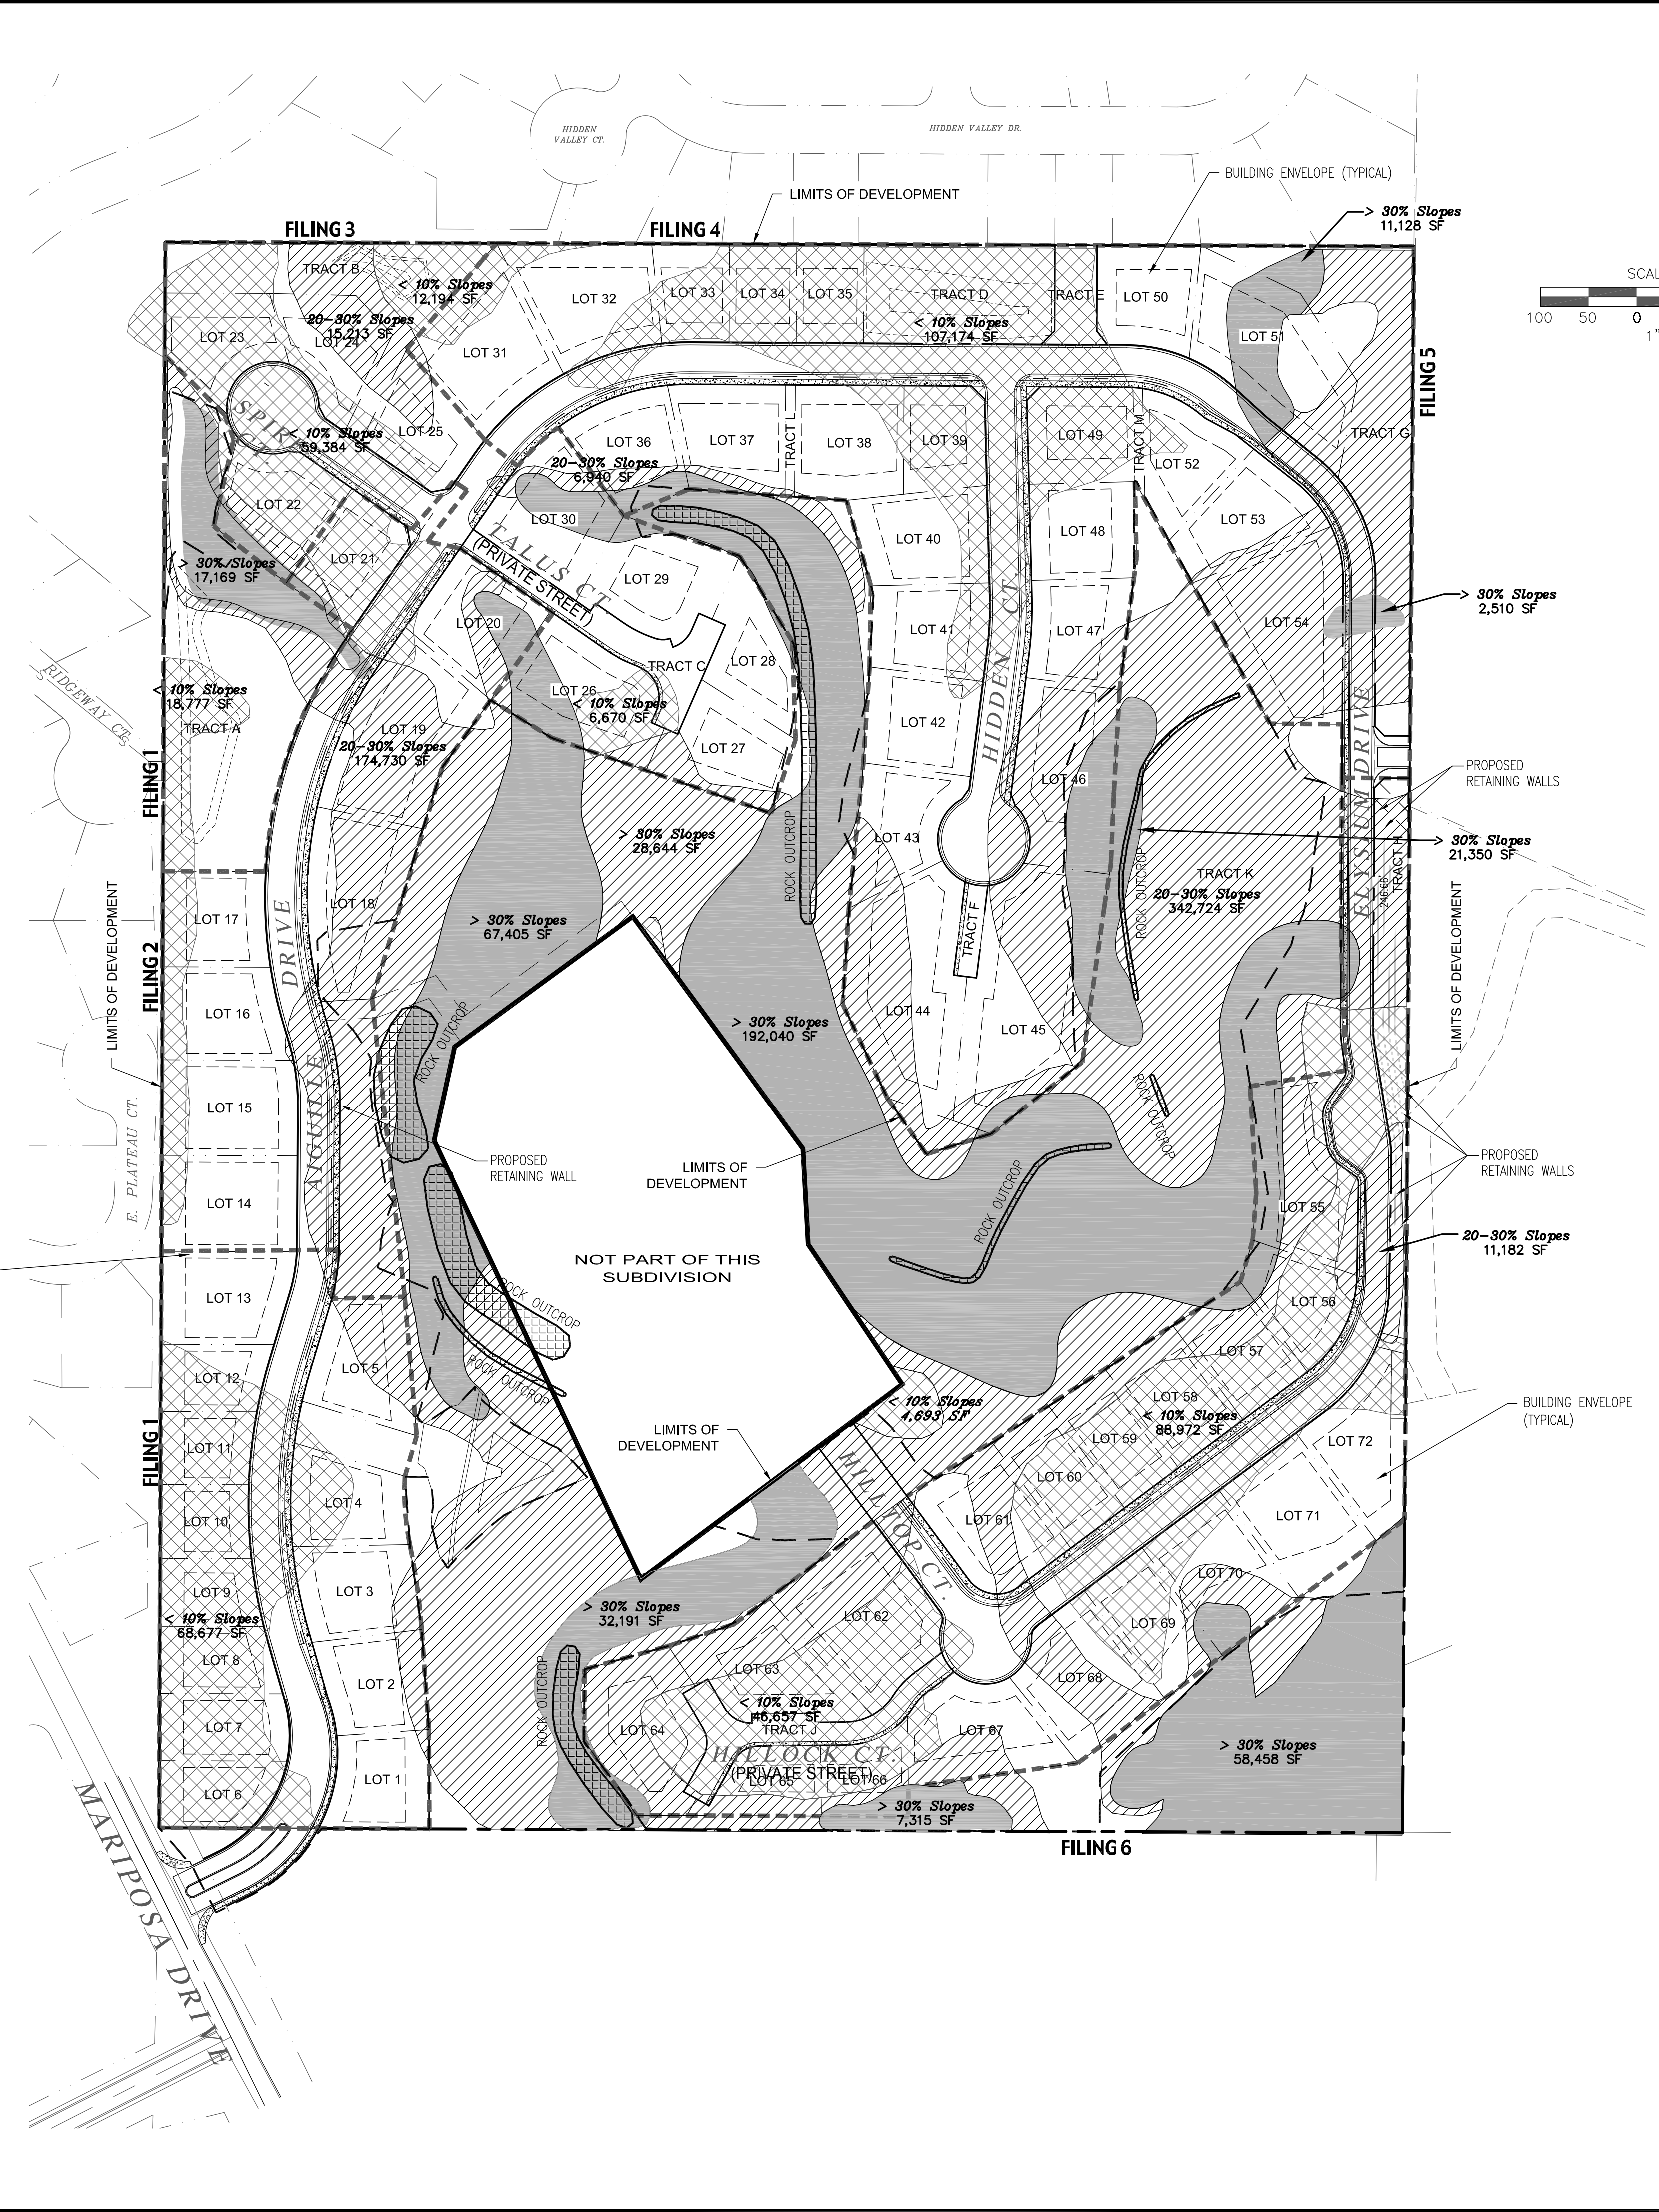 HIDDEN
VALLEY CT.
HIDDEN VALLEY DR.
BUILDING ENVELOPE (TYPICAL)
LIMITS OF DEVELOPMENT
> 30% Slopes
11,128 SF
FILING 3
FILING 4
SCAL
100 50 0
1"
TRACT B
< 10% Slopes
12,194 SF
20-30% Slopes
15,213 SF
LOT 23
LOT 24
LOT 31
LOT 32
LOT 33
LOT 34
LOT 35
TRACT D
< 10% Slopes
107,174 SF
TRACT E
LOT 50
LOT 51
FILING 5
TRACT G
SPIR
< 10% Slopes
59,384 SF
LOT 25
LOT 36
LOT 37
TRACT L
LOT 38
LOT 39
LOT 49
TRACT M
LOT 52
20-30% Slopes
6,940 SF
LOT 22
LOT 30
LOT 53
LOT 21
TALUS CT.
(PRIVATE STREET)
LOT 40
LOT 48
> 30% Slopes
17,169 SF
LOT 29
> 30% Slopes
2,510 SF
LOT 20
LOT 41
LOT 47
LOT 54
HIDDEN CT.
TRACT C
LOT 28
LOT 26
< 10% Slopes
6,670 SF
RIDGEWAY CT.
< 10% Slopes
18,777 SF
TRACT A
LOT 19
20-30% Slopes
174,730 SF
LOT 27
LOT 42
LOT 46
ELYSIUM DRIVE
PROPOSED
RETAINING WALLS
FILING 1
> 30% Slopes
28,644 SF
ROCK OUTCROP
LOT 43
ROCK OUTCROP
> 30% Slopes
21,350 SF
TRACT H
246.66'
TRACT K
20-30% Slopes
342,724 SF
LOT 17
LOT 18
> 30% Slopes
67,405 SF
TRACT F
LIMITS OF DEVELOPMENT
FILING 2
LIMITS OF DEVELOPMENT
AIGUILLE DRIVE
LOT 16
ROCK OUTCROP
> 30% Slopes
192,040 SF
LOT 44
LOT 45
LOT 15
ROCK OUTCROP
E. PLATEAU CT.
PROPOSED
RETAINING WALL
LIMITS OF
DEVELOPMENT
PROPOSED
RETAINING WALLS
LOT 14
ROCK OUTCROP
LOT 55
20-30% Slopes
11,182 SF
NOT PART OF THIS
SUBDIVISION
LOT 13
ROCK OUTCROP
LOT 56
LOT 5
ROCK OUTCROP
LOT 57
LOT 12
LOT 58
< 10% Slopes
4,693 SF
< 10% Slopes
88,972 SF
BUILDING ENVELOPE
(TYPICAL)
FILING 1
LOT 11
LIMITS OF
DEVELOPMENT
LOT 59
LOT 72
LOT 60
LOT 4
LOT 10
LOT 61
LOT 71
HILLTOP CT.
LOT 9
LOT 3
LOT 70
< 10% Slopes
68,677 SF
> 30% Slopes
32,191 SF
LOT 62
LOT 69
LOT 8
LOT 2
LOT 63
LOT 68
ROCK OUTCROP
< 10% Slopes
46,657 SF
TRACT J
LOT 7
LOT 64
LOT 67
HILLOCK CT.
(PRIVATE STREET)
LOT 65
LOT 66
> 30% Slopes
58,458 SF
LOT 6
LOT 1
> 30% Slopes
7,315 SF
FILING 6
MARIPOSA DRIVE